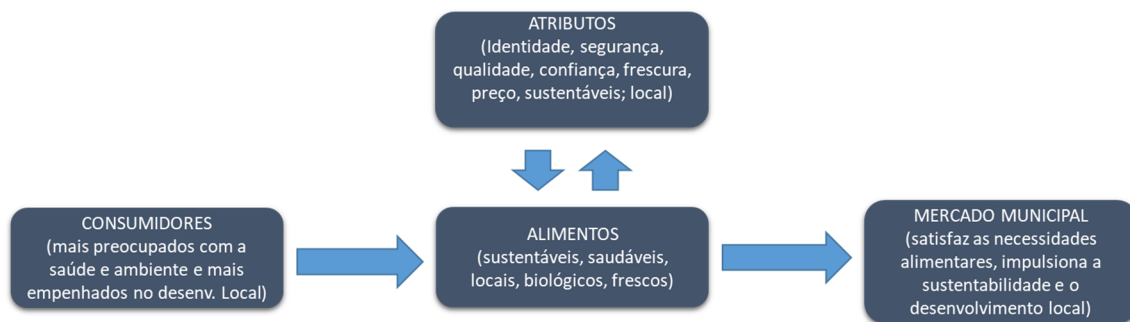 ATRIBUTOS
(Identidade, segurança,
qualidade, confiança, frescura,
preço, sustentáveis; local)
CONSUMIDORES
(mais preocupados com a
saúde e ambiente e mais
empenhados no desenv. Local)
ALIMENTOS
(sustentáveis, saudáveis,
locais, biológicos, frescos)
MERCADO MUNICIPAL
(satisfaz as necessidades
alimentares, impulsiona a
sustentabilidade e o
desenvolvimento local)